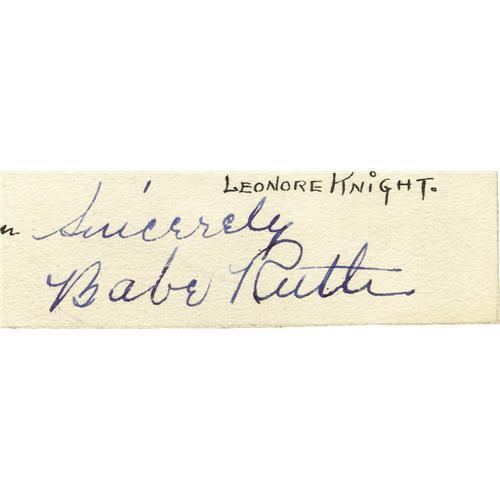 LEONORE KNIGHT.
Sincerely
Babe Ruth